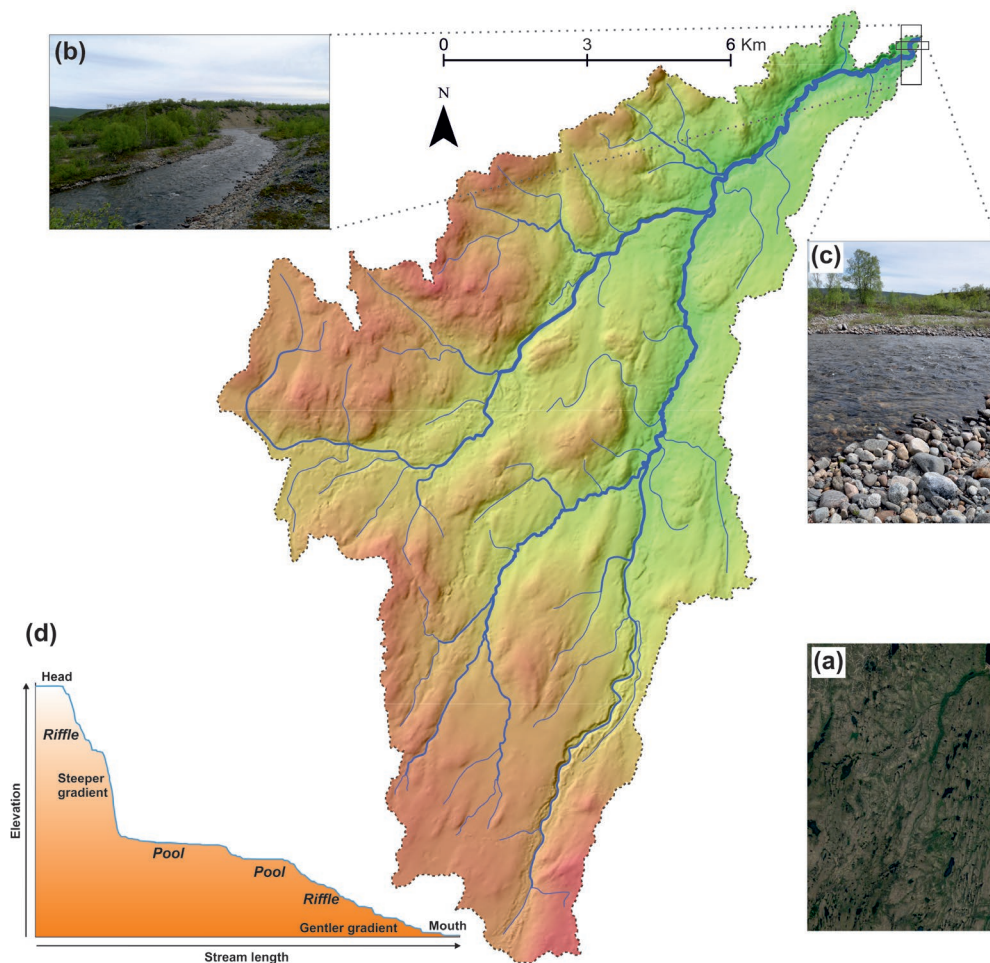 (b)
0 3 6 Km
N
(c)
(d)
(a)
Head
Riffle
Steeper
gradient
Elevation
Pool
Pool
Riffle
Gentler gradient
Mouth
Stream length